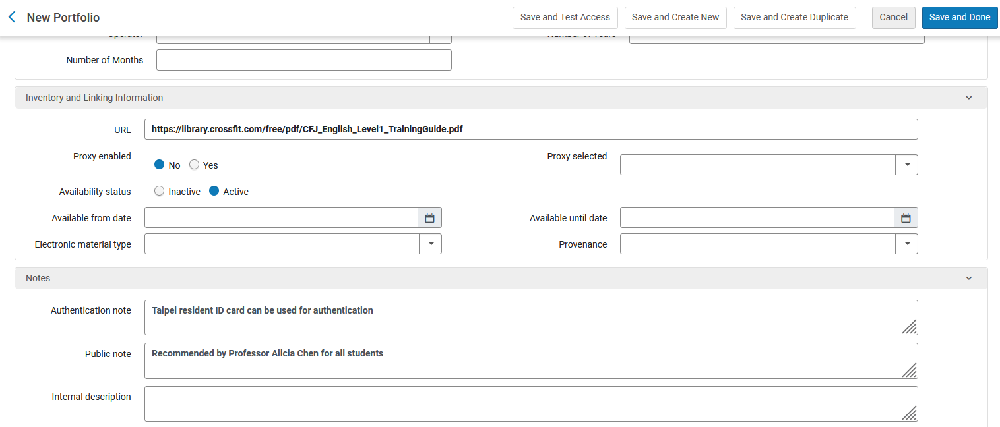 New Portfolio
Save and Test Access
Save and Create New
Save and Create Duplicate
Cancel
Save and Done
Number of Months
Inventory and Linking Information
URL
https://library.crossfit.com/free/pdf/CFJ_English_Level1_TrainingGuide.pdf
Proxy enabled
No
Yes
Proxy selected
Availability status
Inactive
Active
Available from date
Available until date
Electronic material type
Provenance
Notes
Authentication note
Taipei resident ID card can be used for authentication
Public note
Recommended by Professor Alicia Chen for all students
Internal description